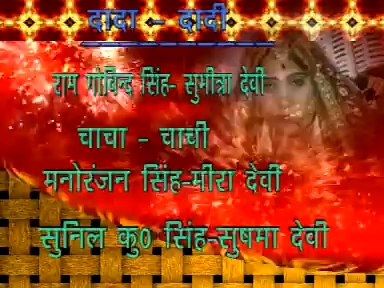 दादा - दादी
राम गोविन्द सिंह- सुमीत्रा देवी
चाचा - चाची
मनोरंजन सिंह-मीरा देवी
सुनिल कु0 सिंह-सुषमा देवी